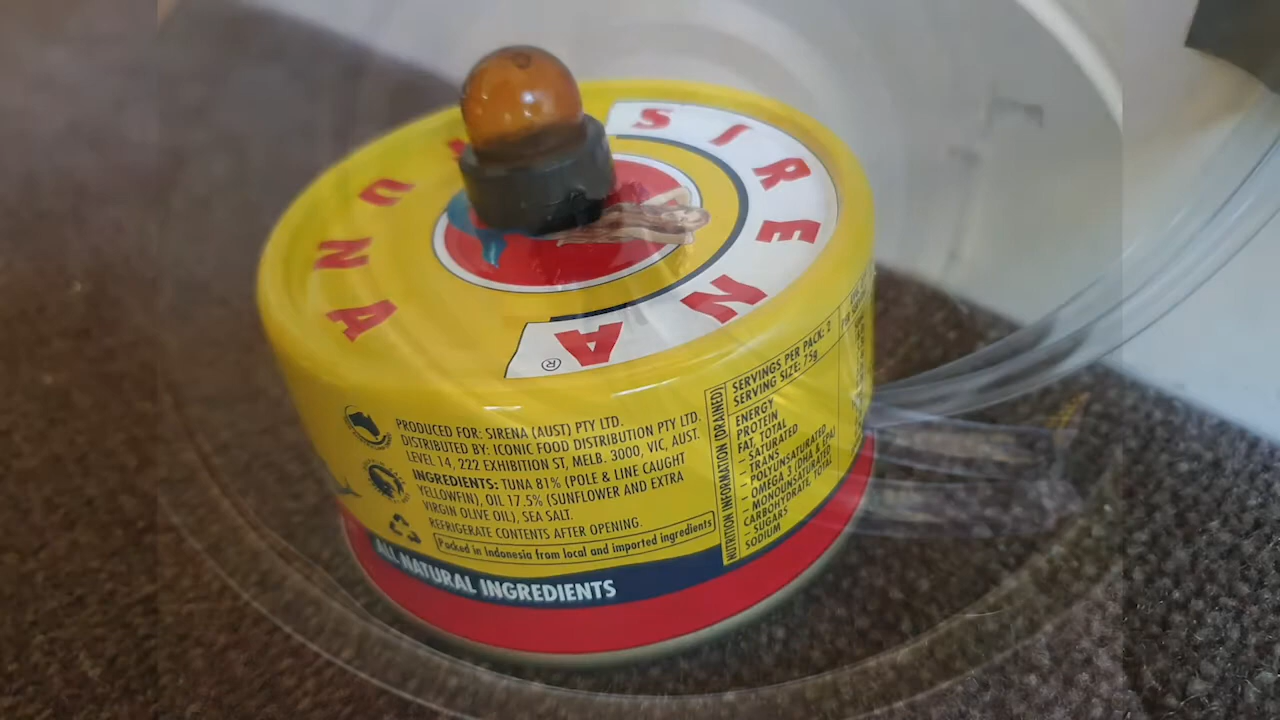 SIRENA
®
TUNA
PRODUCED FOR: SIRENA (AUST) PTY LTD.
DISTRIBUTED BY: ICONIC FOOD DISTRIBUTION PTY LTD.
LEVEL 14, 222 EXHIBITION ST, MELB. 3000, VIC, AUST.
INGREDIENTS: TUNA 81% (POLE & LINE CAUGHT
YELLOWFIN), OIL 17.5% (SUNFLOWER AND EXTRA
VIRGIN OLIVE OIL), SEA SALT.
REFRIGERATE CONTENTS AFTER OPENING.
Packed in Indonesia from local and imported ingredients
ALL NATURAL INGREDIENTS
NUTRITION INFORMATION (DRAINED)
SERVINGS PER PACK: 2
SERVING SIZE: 75g
ENERGY
PROTEIN
FAT, TOTAL
- SATURATED
- TRANS
- POLYUNSATURATED
- OMEGA 3 (DHA & EPA)
- MONOUNSATURATED
CARBOHYDRATE, TOTAL
- SUGARS
SODIUM